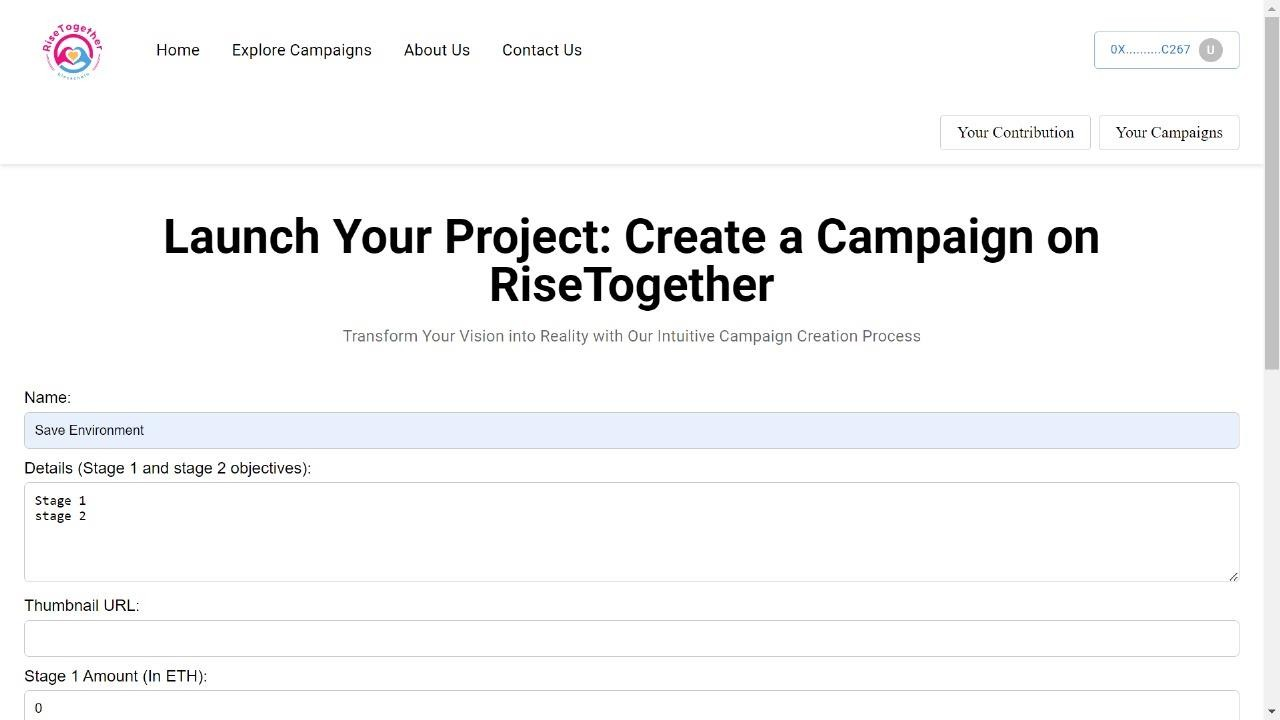 RiseTogether
Home
Explore Campaigns
About Us
Contact Us
0X..........C267
U
Your Contribution
Your Campaigns
Launch Your Project: Create a Campaign on
RiseTogether
Transform Your Vision into Reality with Our Intuitive Campaign Creation Process
Name:
Save Environment
Details (Stage 1 and stage 2 objectives):
Stage 1
stage 2
Thumbnail URL:
Stage 1 Amount (In ETH):
0